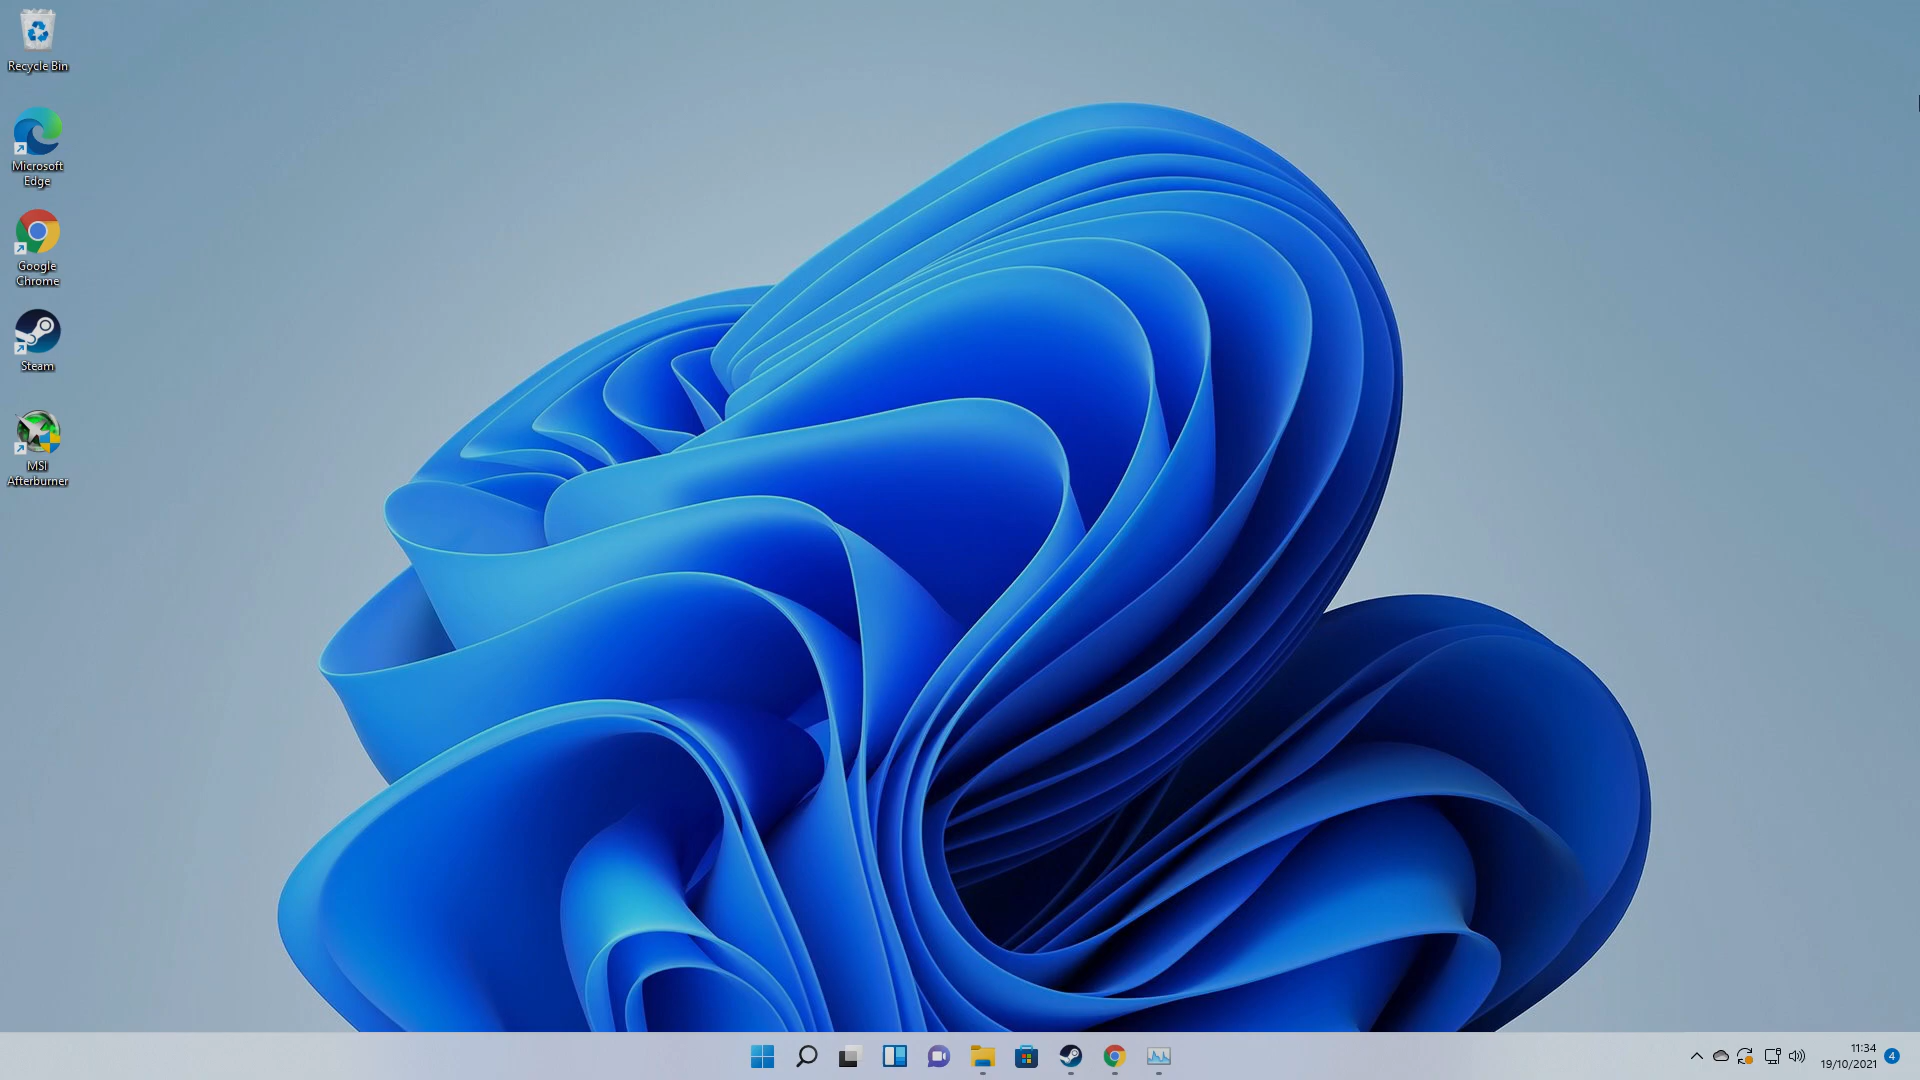 Recycle Bin
Microsoft
Edge
Google
Chrome
Steam
MSI
Afterburner
11:34
19/10/2021
4